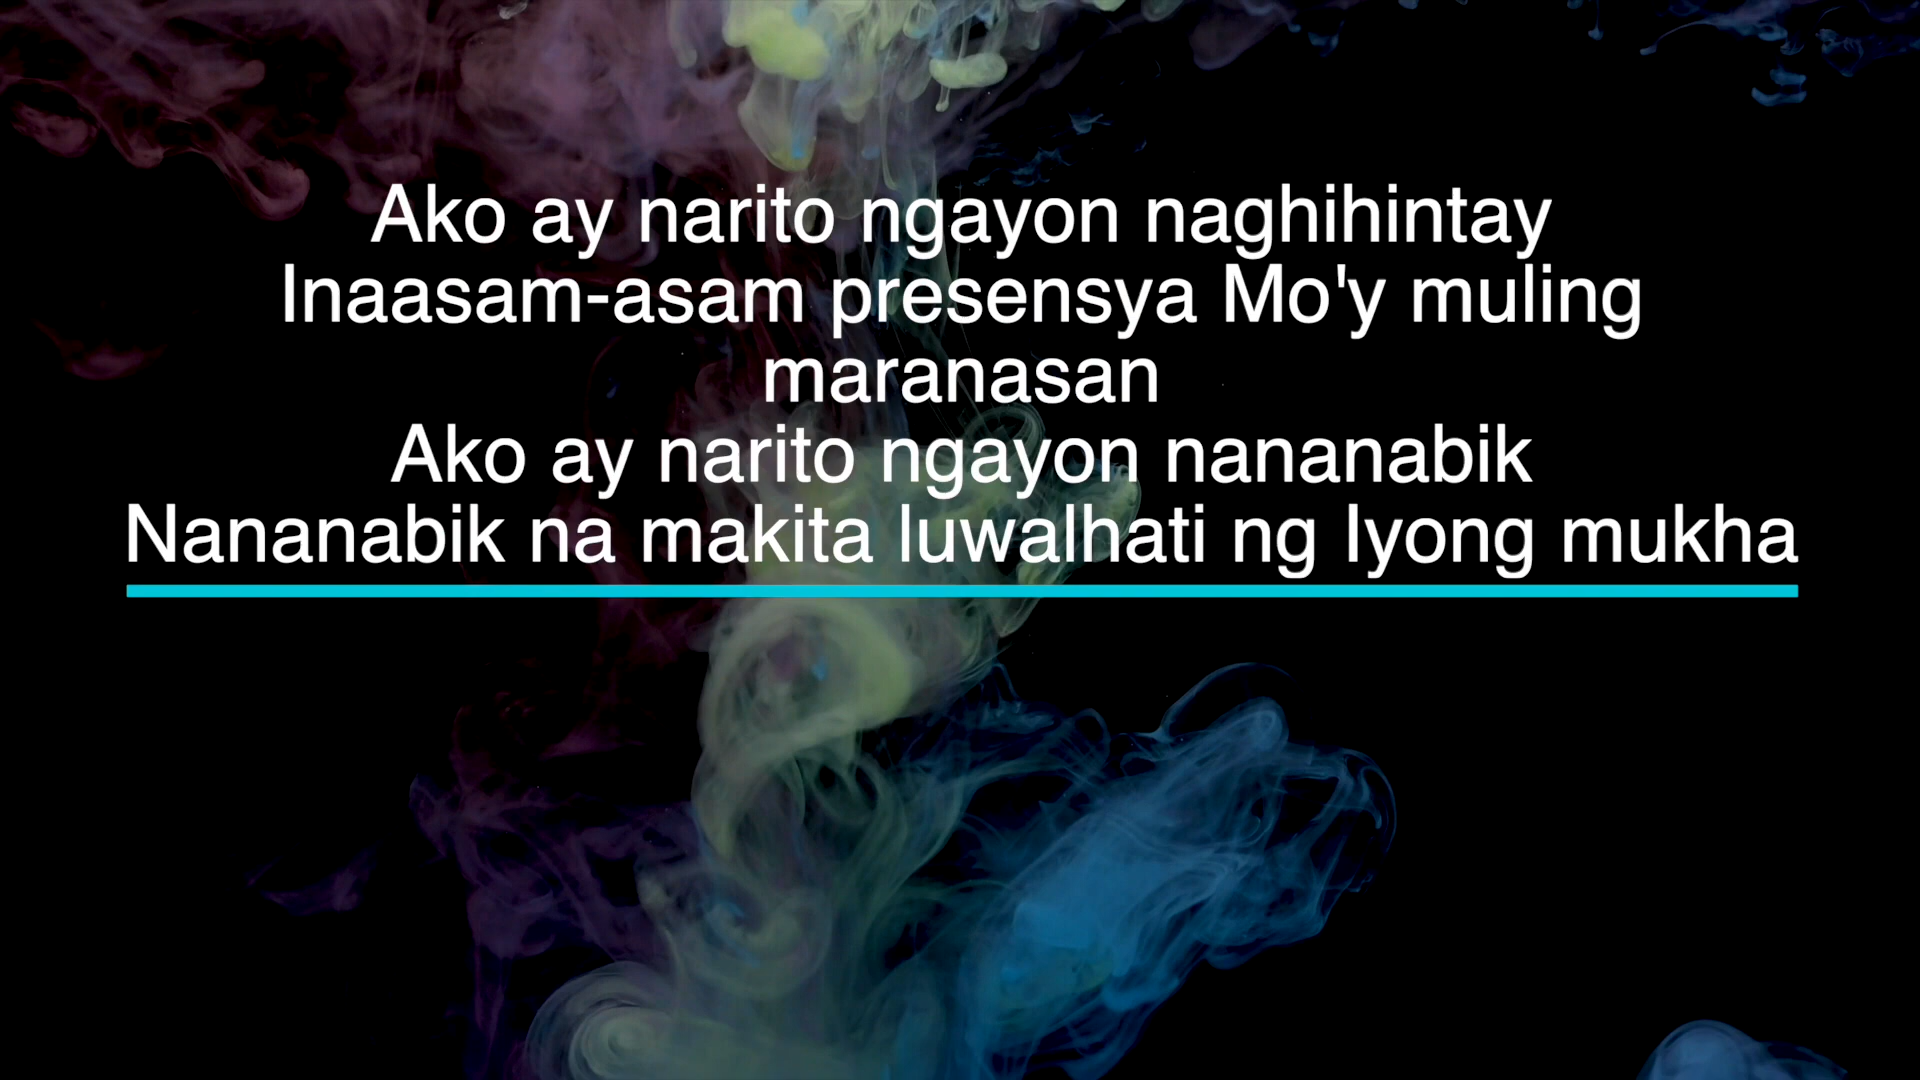 Ako ay narito ngayon naghihintay
Inaasam-asam presensya Mo'y muling
maranasan
Ako ay narito ngayon nananabik
Nananabik na makita luwalhati ng Iyong mukha